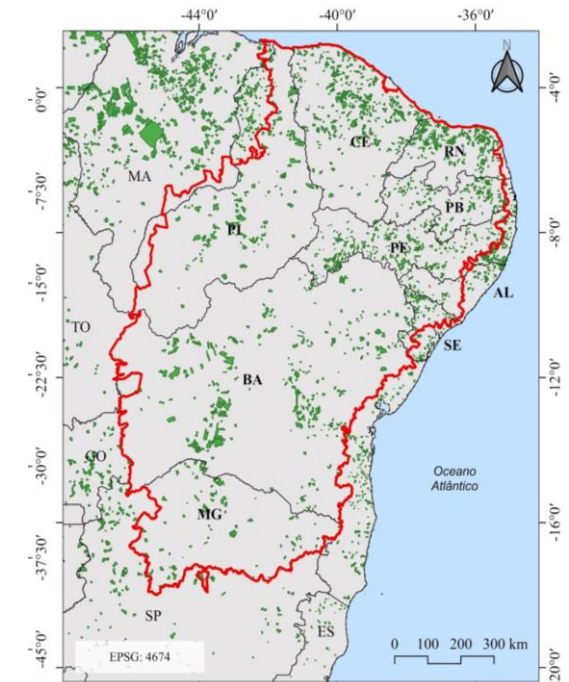 -44°0' -40°0' -36°0'
N
0°0' -4°0'
CE
RN
MA
-7°30' PB
PI -8°0'
PE
-15°0' AL
TO SE
-22°30' BA -12°0'
GO
-30°0' Oceano
Atlântico
MG -16°0'
-37°30'
SP
ES
0 100 200 300 km
-45°0' EPSG: 4674 20°0'